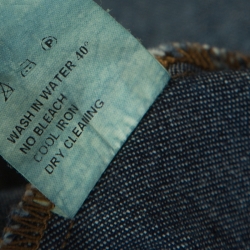 A P
WASH IN WATER 40°
NO BLEACH
COOL IRON
DRY CLEANING